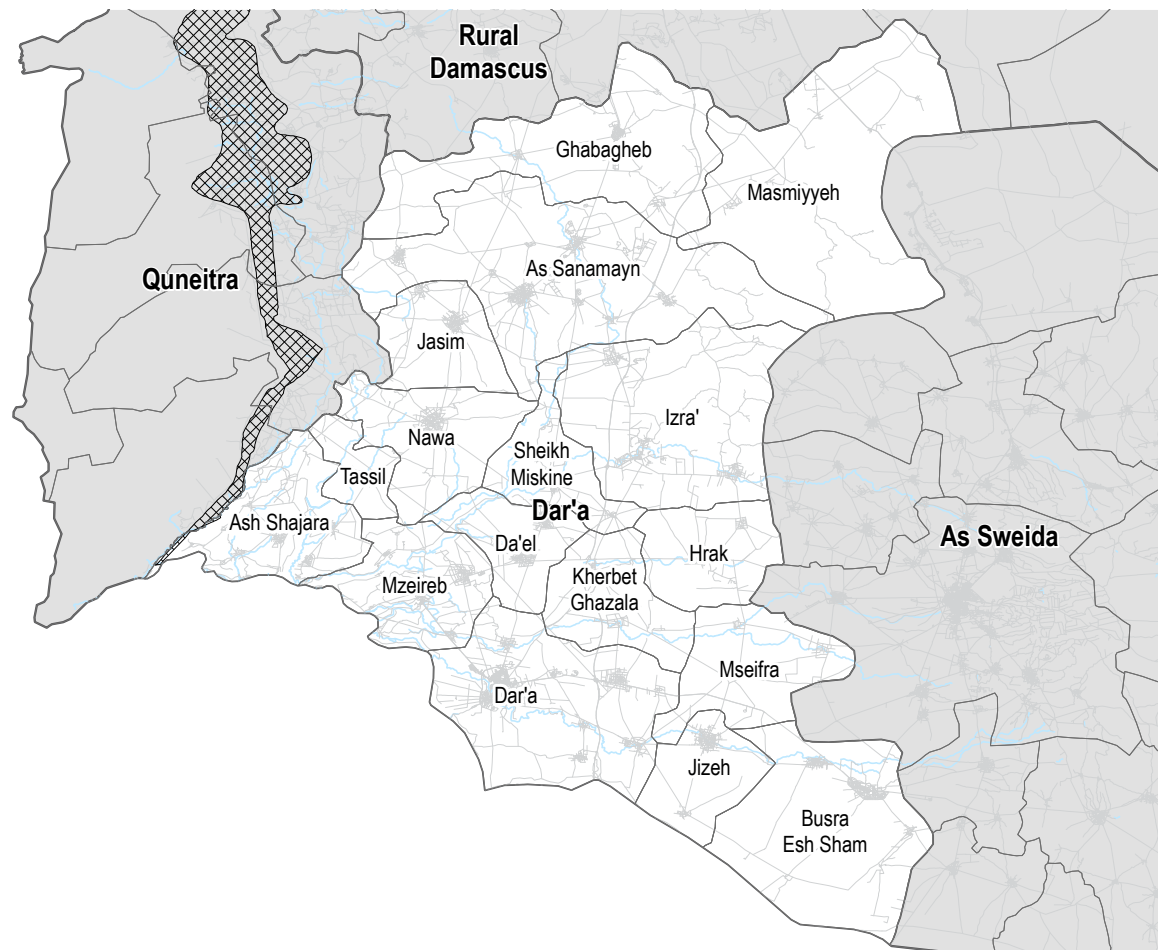 Rural
Damascus
Ghabagheb
Masmiyyeh
Quneitra
As Sanamayn
Jasim
Izra'
Nawa
Sheikh
Miskine
Tassil
Dar'a
Ash Shajara
As Sweida
Da'el
Hrak
Kherbet
Ghazala
Mzeireb
Mseifra
Dar'a
Jizeh
Busra
Esh Sham